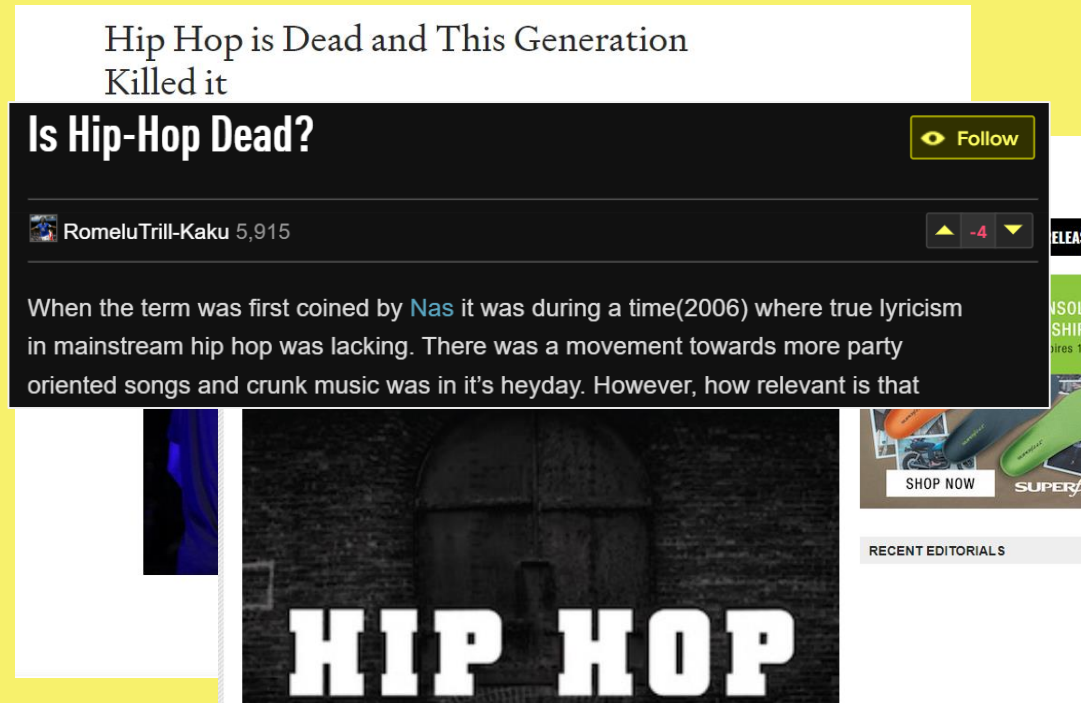 Hip Hop is Dead and This Generation
Killed it
Is Hip-Hop Dead?
Follow
RomeluTrill-Kaku 5,915
-4
When the term was first coined by Nas it was during a time(2006) where true lyricism
in mainstream hip hop was lacking. There was a movement towards more party
oriented songs and crunk music was in it's heyday. However, how relevant is that
SHOP NOW
RECENT EDITORIALS
HIP HOP